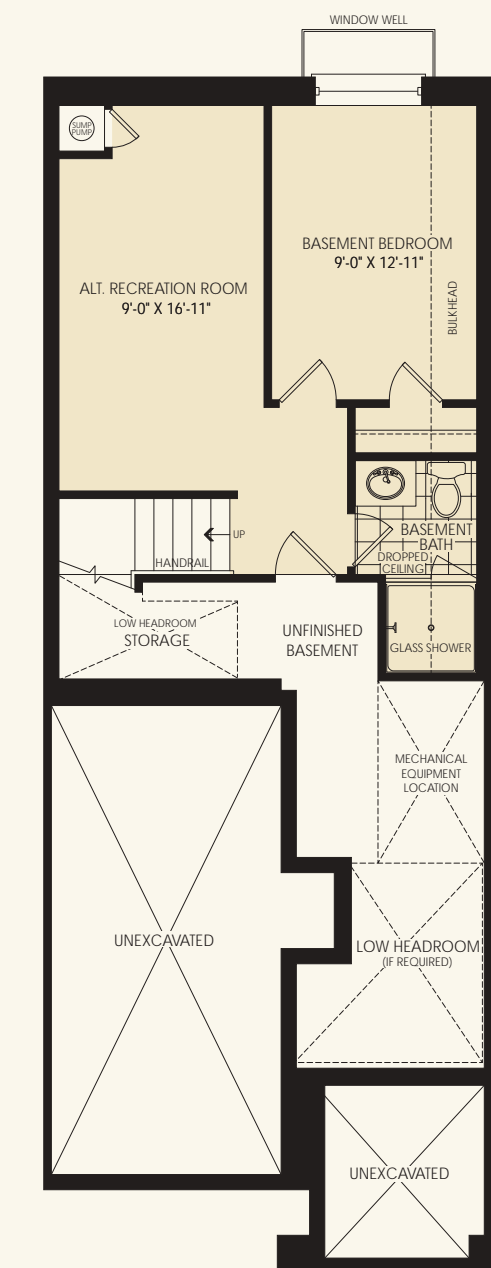 WINDOW WELL
SUMP
PUMP
BASEMENT BEDROOM
9'-0" X 12'-11"
ALT. RECREATION ROOM
9'-0" X 16'-11"
BULKHEAD
UP
HANDRAIL
BASEMENT
BATH
DROPPED
CEILING
LOW HEADROOM
STORAGE
UNFINISHED
BASEMENT
GLASS SHOWER
MECHANICAL
EQUIPMENT
LOCATION
UNEXCAVATED
LOW HEADROOM
(IF REQUIRED)
UNEXCAVATED